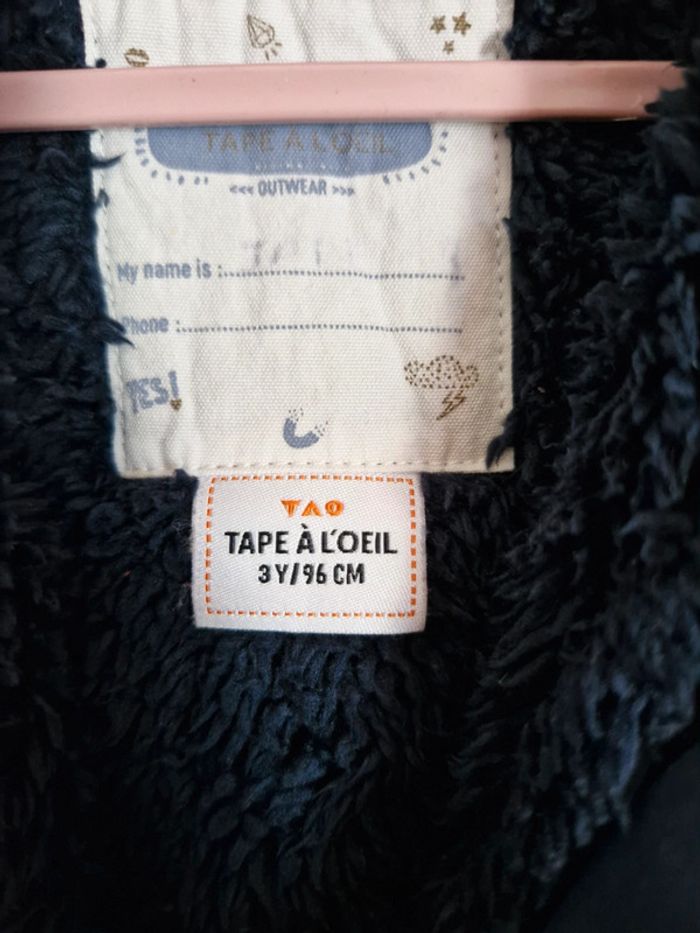 TAPE À L'OEIL
<<< OUTWEAR >>>
My name is :
Phone :
YES!
TAO
TAPE À L'OEIL
3Y/96 CM